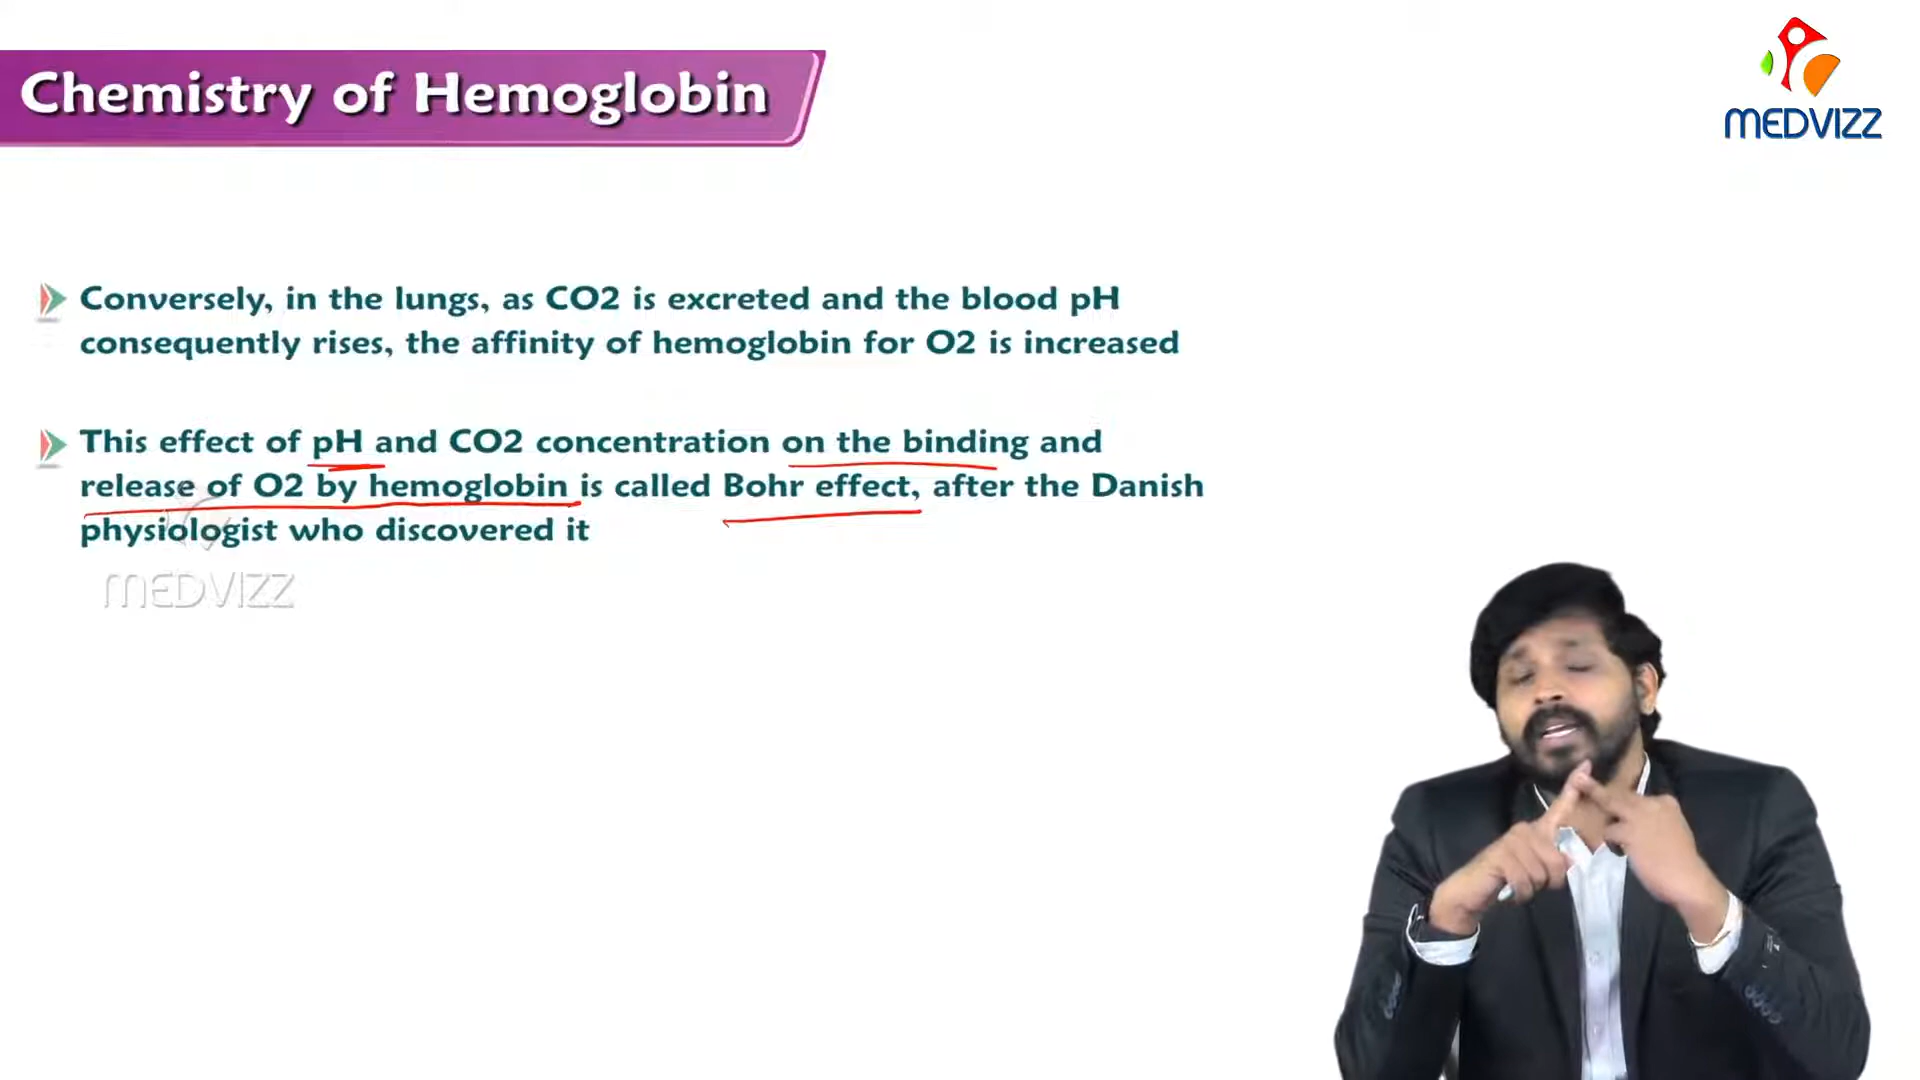 Chemistry of Hemoglobin
MEDVIZZ
Conversely, in the lungs, as CO2 is excreted and the blood pH
consequently rises, the affinity of hemoglobin for O2 is increased
This effect of pH and CO2 concentration on the binding and
release of O2 by hemoglobin is called Bohr effect, after the Danish
physiologist who discovered it
MEDVIZZ